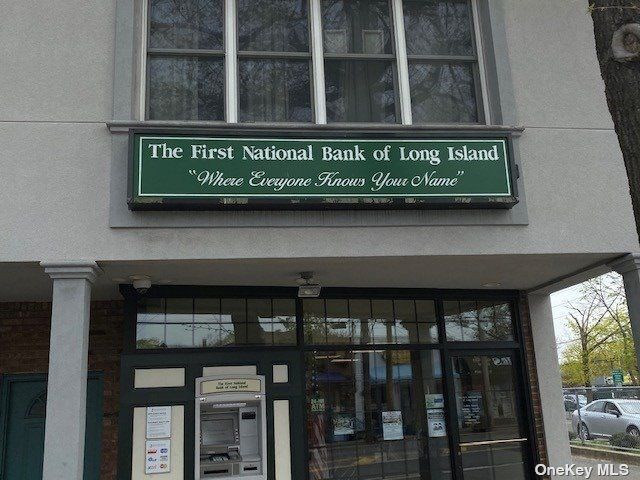 The First National Bank of Long Island
"Where Everyone Knows Your Name"
The First National
Bank of Long Island
ATM
OneKey MLS